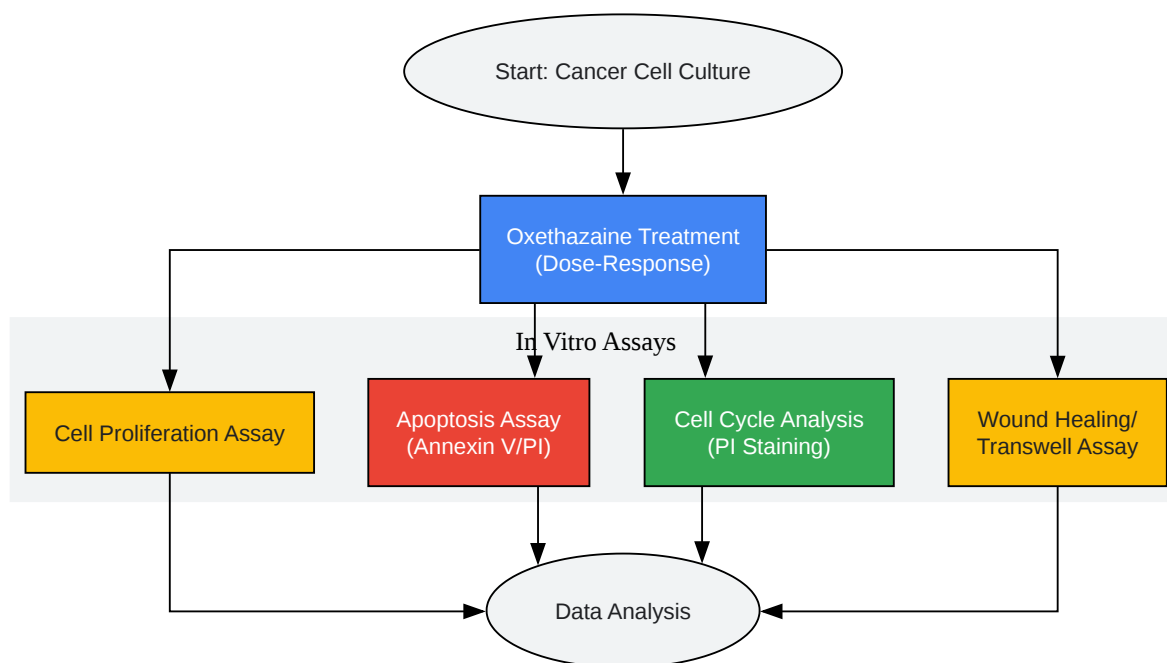 Start: Cancer Cell Culture
Oxethazaine Treatment
(Dose-Response)
In Vitro Assays
Cell Proliferation Assay
Apoptosis Assay
(Annexin V/PI)
Cell Cycle Analysis
(PI Staining)
Wound Healing/
Transwell Assay
Data Analysis